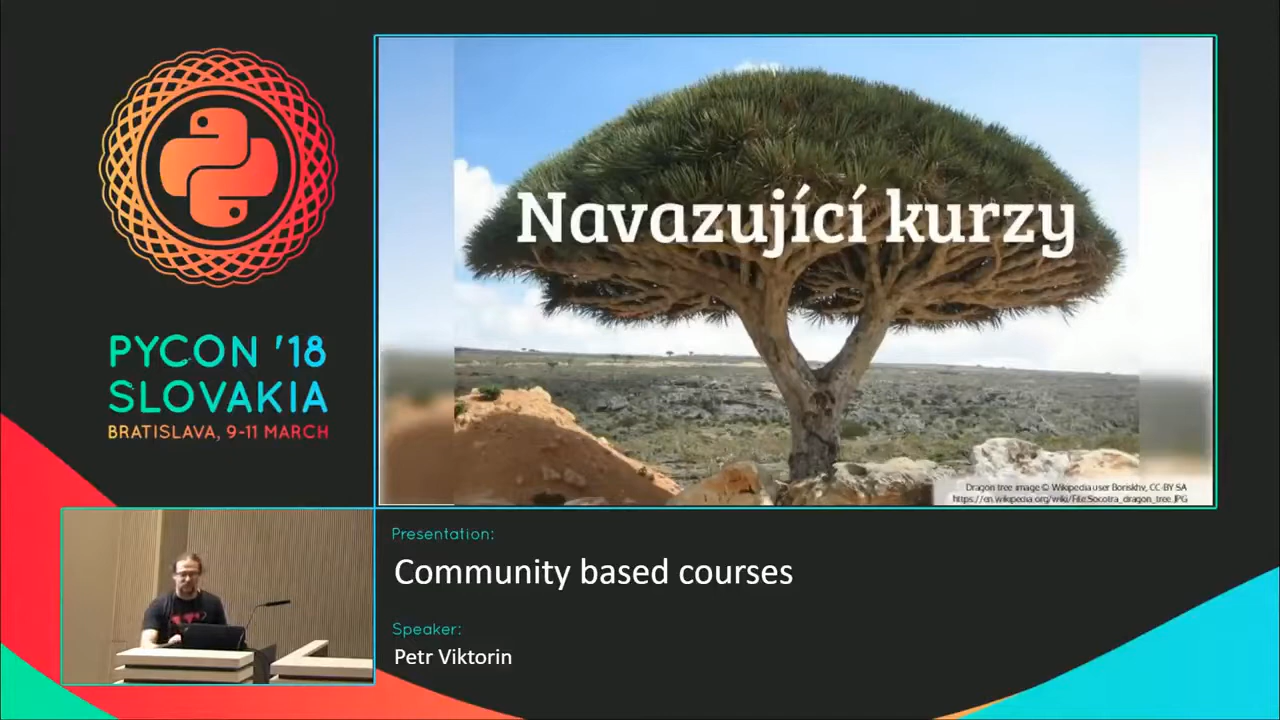 PYCON '18
SLOVAKIA
BRATISLAVA, 9-11 MARCH
Navazující kurzy
Dragon tree image © Wikipedia user Boriskhv, CC-BY SA
https://en.wikipedia.org/wiki/File:Socotra_dragon_tree.JPG
Presentation:
Community based courses
Speaker:
Petr Viktorin